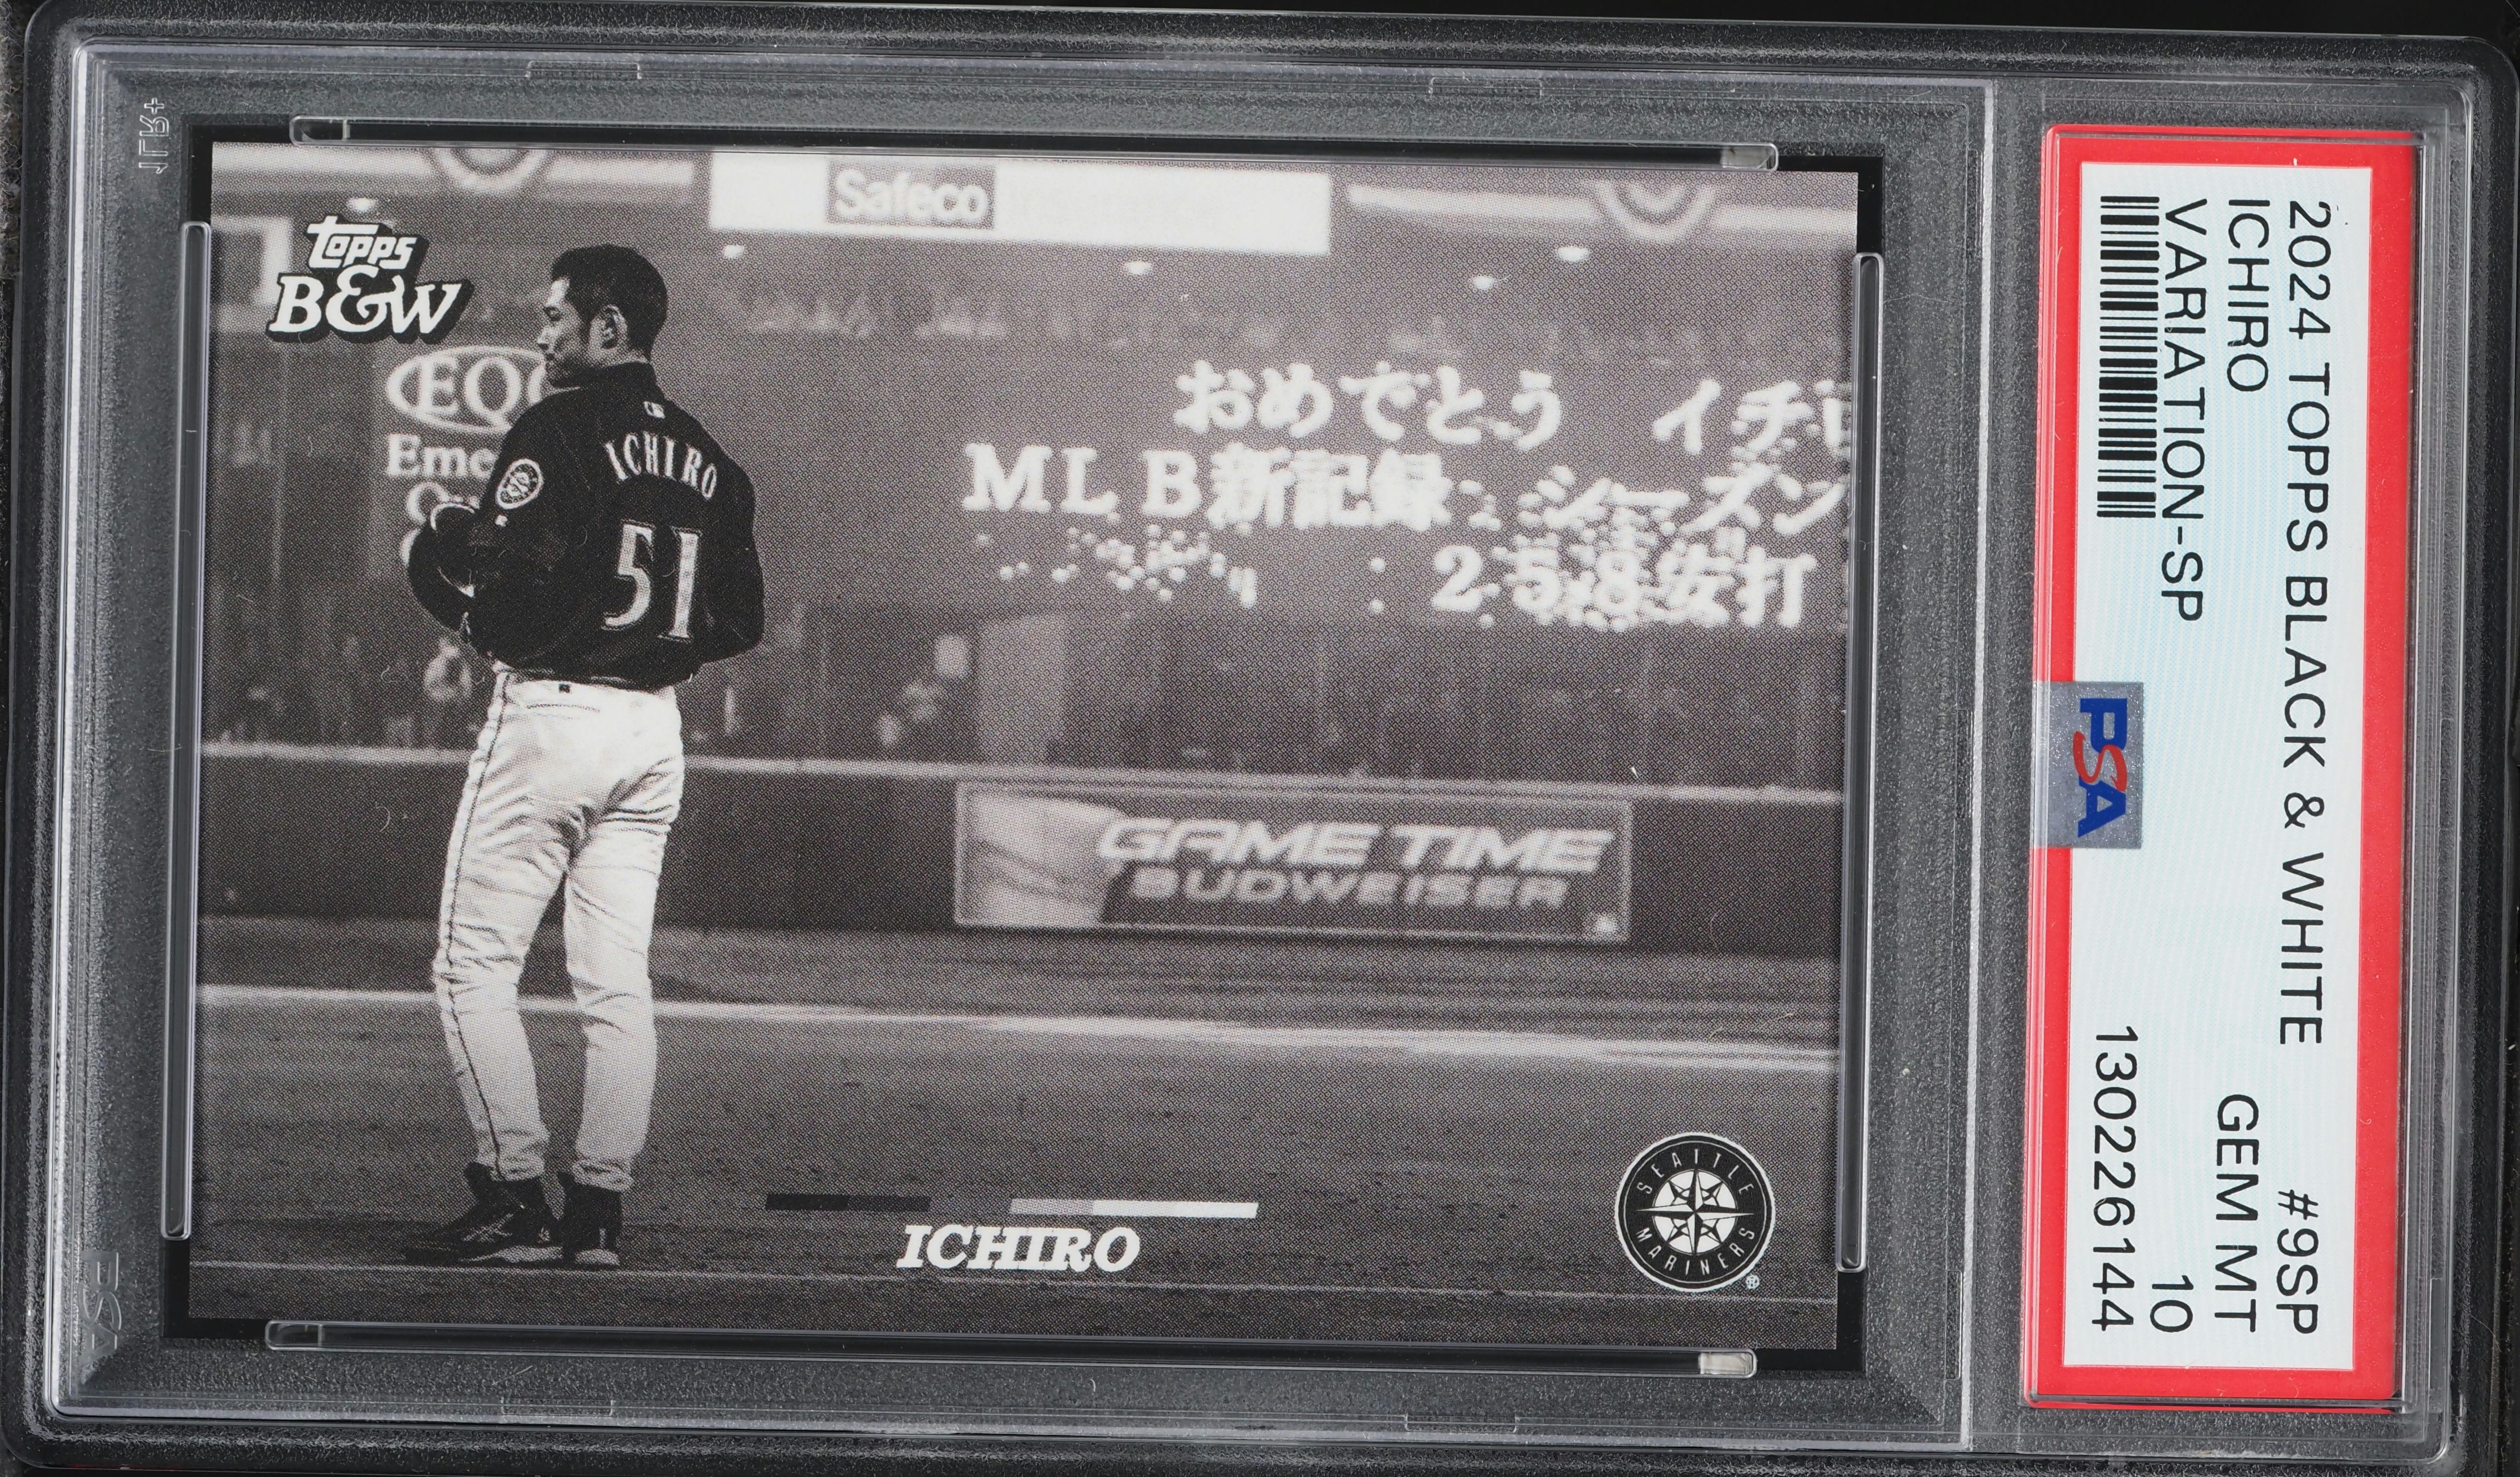 Safeco
topps
B&W
EQ
Eme
おめでとう イチロ
MLB新記録 シーズン
258安打
ICHIRO
51
GAME TIME
BUDWEISER
ICHIRO
SEATTLE
MARINERS
®
2024 TOPPS BLACK & WHITE #9SP
ICHIRO GEM MT
VARIATION-SP 10
PSA 130226144
PSA